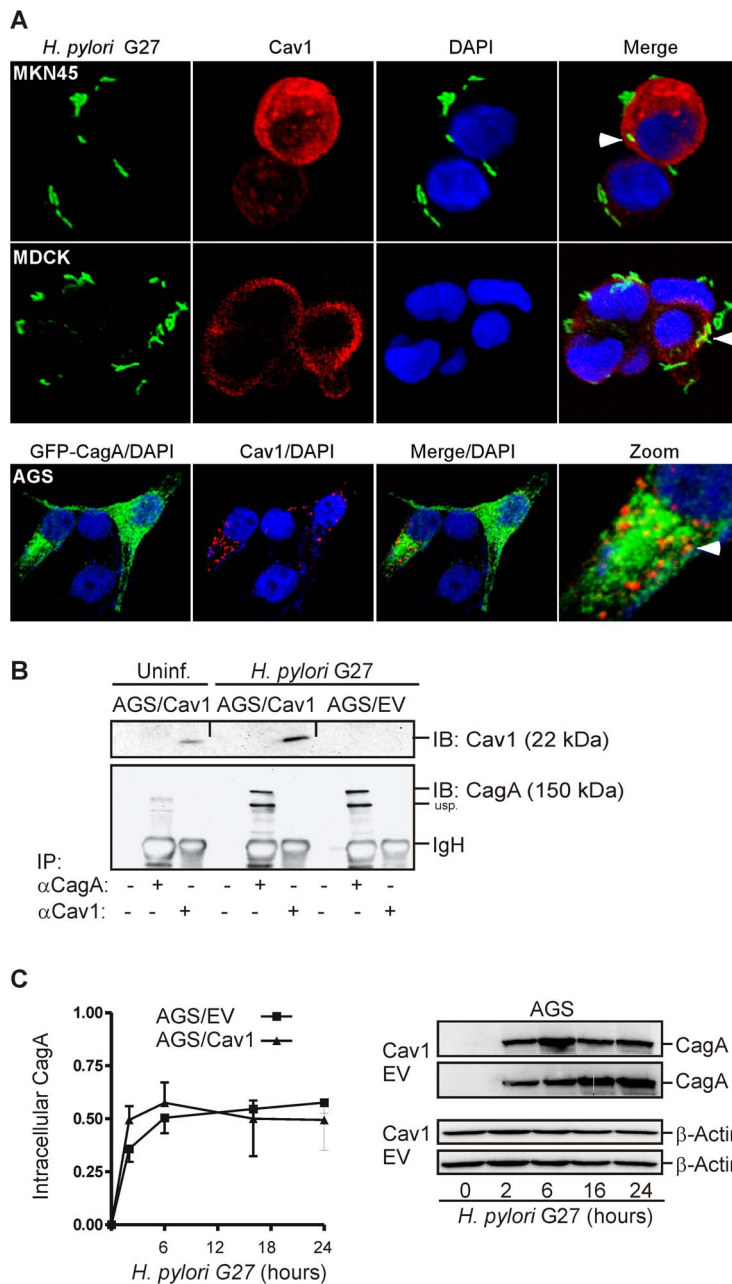 A
H. pylori G27 Cav1 DAPI Merge
MKN45
MDCK
GFP-CagA/DAPI Cav1/DAPI Merge/DAPI Zoom
AGS
B
Uninf. H. pylori G27
AGS/Cav1 AGS/Cav1 AGS/EV
IB: Cav1 (22 kDa)
IB: CagA (150 kDa)
usp.
IgH
IP:
αCagA: - + - - + - - + -
αCav1: - - + - - + - - +
C
1.00
0.75
0.50
0.25
0.00
Intracellular CagA
AGS/EV
AGS/Cav1
6 12 18 24
H. pylori G27 (hours)
AGS
Cav1 CagA
EV CagA
Cav1 β-Actin
EV β-Actin
0 2 6 16 24
H. pylori G27 (hours)